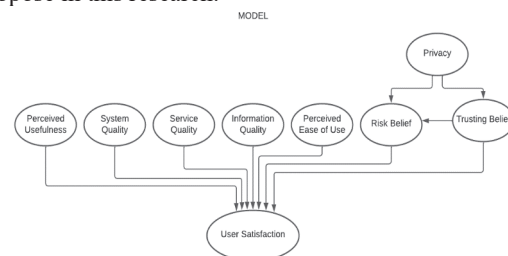 MODEL
Privacy
Perceived
Usefulness
System
Quality
Service
Quality
Information
Quality
Perceived
Ease of Use
Risk Belief
Trusting Belie
User Satisfaction